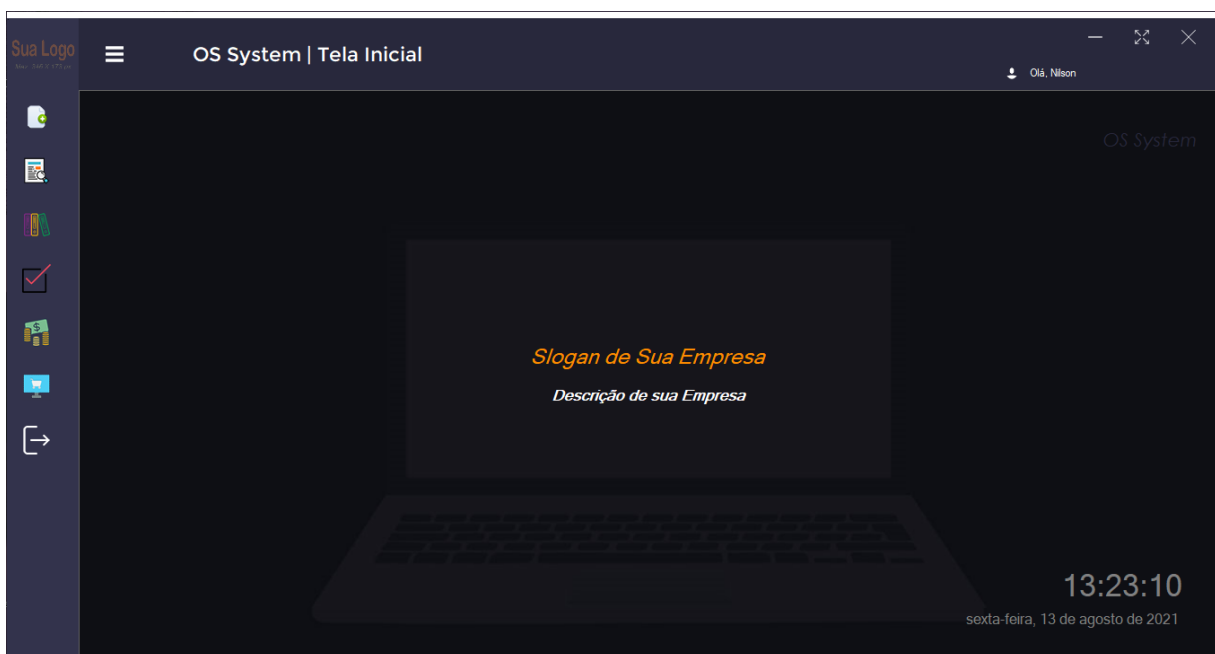 Sua Logo
OS System | Tela Inicial
Olá, Nilson
OS System
Slogan de Sua Empresa
Descrição de sua Empresa
13:23:10
sexta-feira, 13 de agosto de 2021